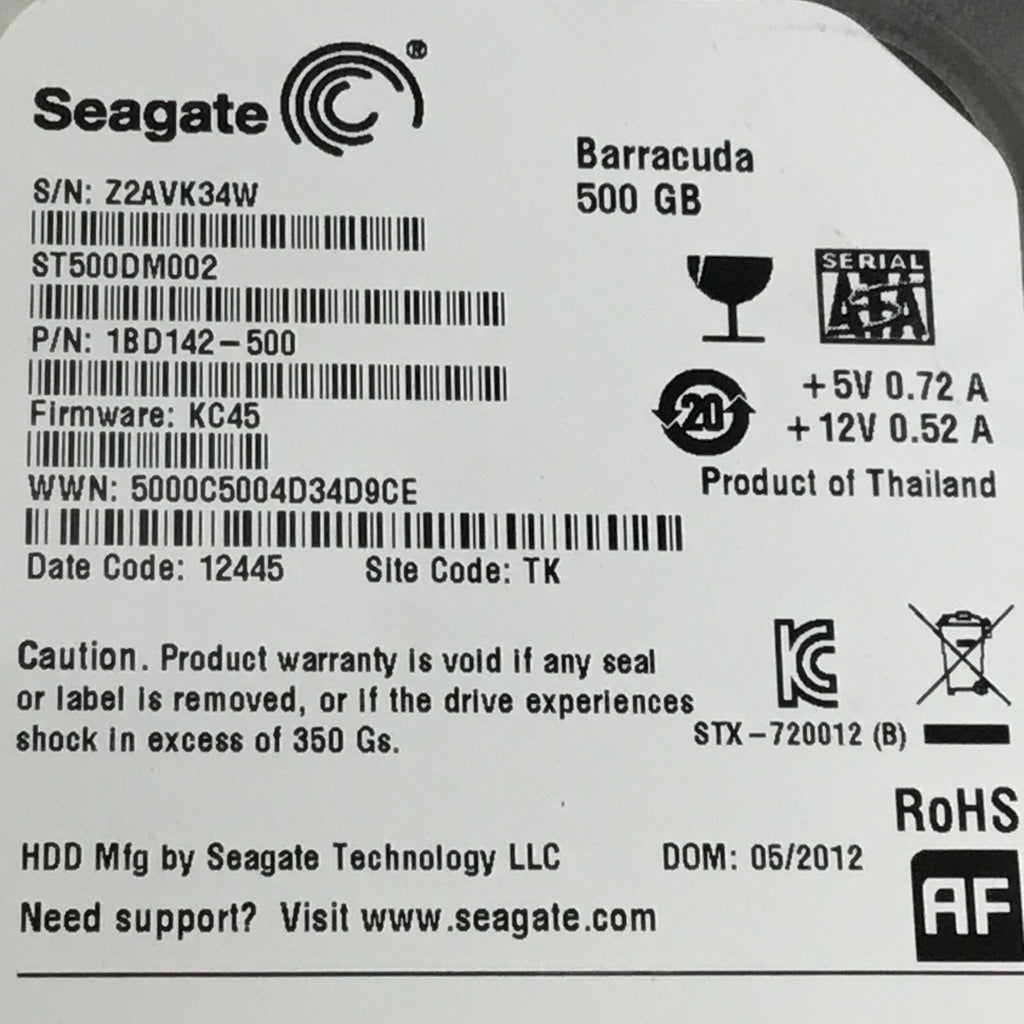 Seagate®
Barracuda
500 GB
S/N: Z2AVK34W
ST500DM002
SERIAL
ATA
P/N: 1BD142-500
20
+5V 0.72 A
+12V 0.52 A
Firmware: KC45
Product of Thailand
WWN: 5000C5004D34D9CE
Date Code: 12445 Site Code: TK
Caution. Product warranty is void if any seal
or label is removed, or if the drive experiences
shock in excess of 350 Gs.
KC
STX-720012 (B)
RoHS
HDD Mfg by Seagate Technology LLC DOM: 05/2012
AF
Need support? Visit www.seagate.com